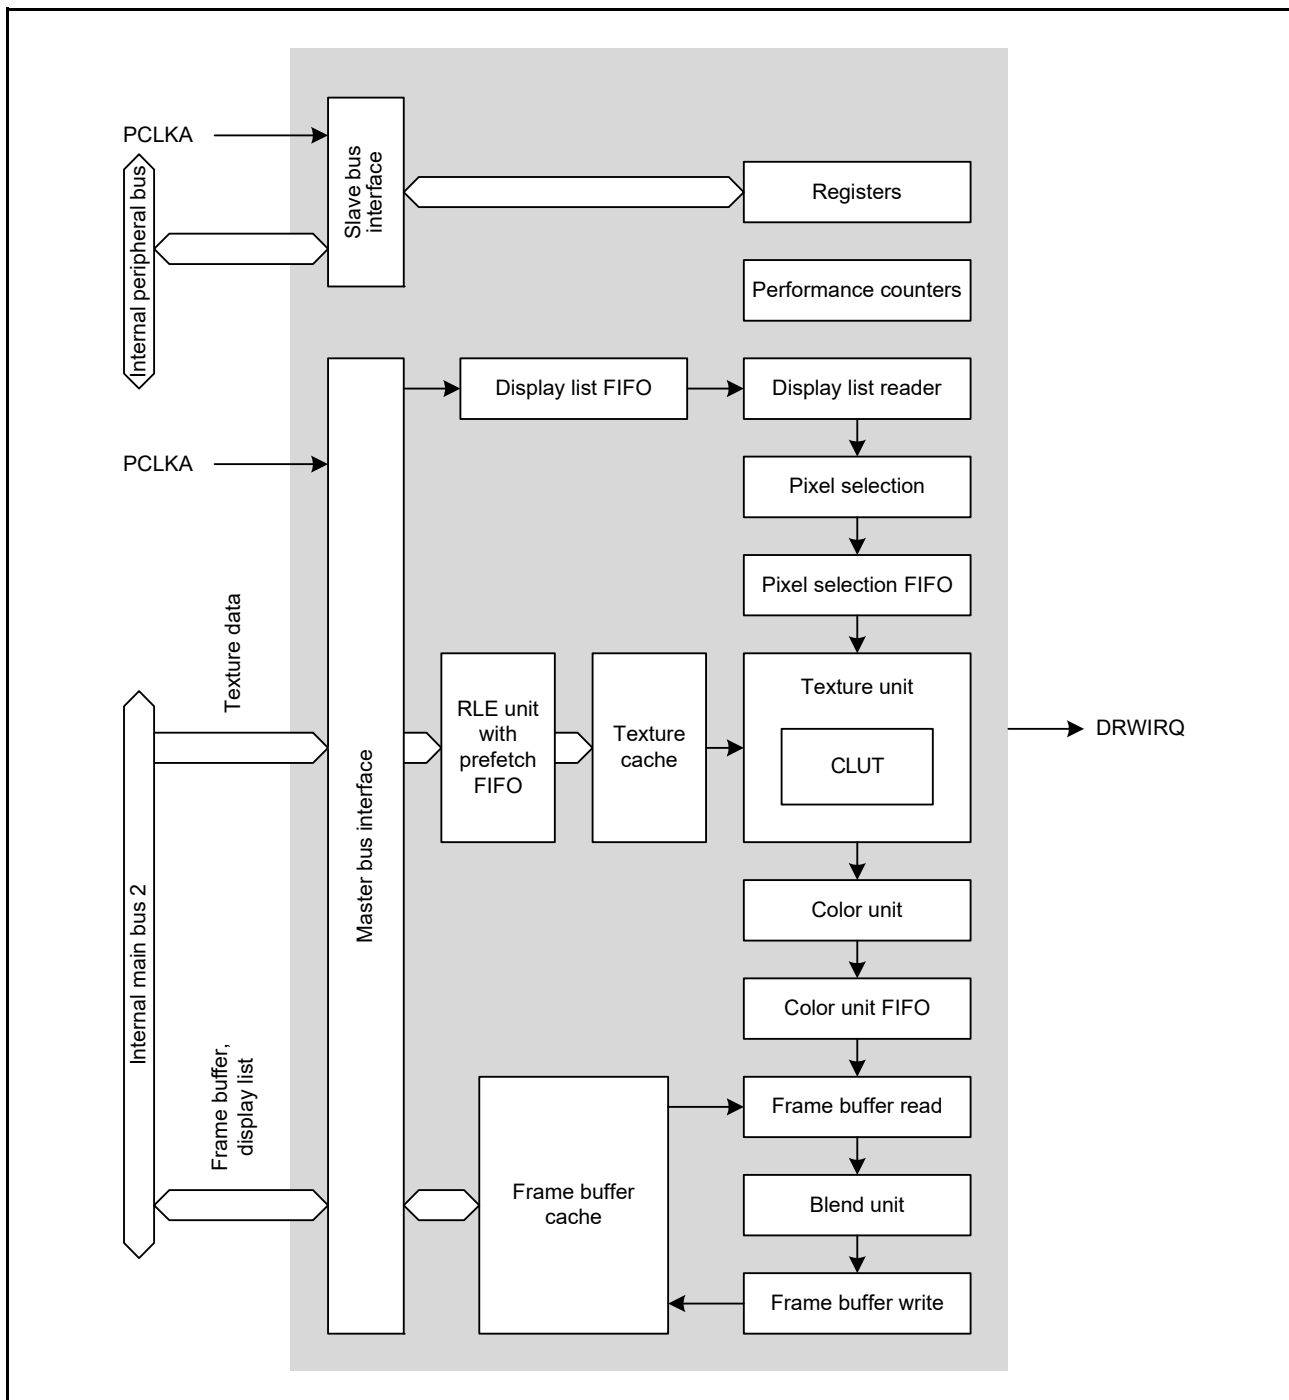 PCLKA
Internal peripheral bus
Slave bus
interface
Registers
Performance counters
Display list FIFO
Display list reader
PCLKA
Pixel selection
Pixel selection FIFO
Texture data
Internal main bus 2
Master bus interface
RLE unit
with
prefetch
FIFO
Texture
cache
Texture unit
CLUT
DRWIRQ
Color unit
Color unit FIFO
Frame buffer,
display list
Frame buffer
cache
Frame buffer read
Blend unit
Frame buffer write